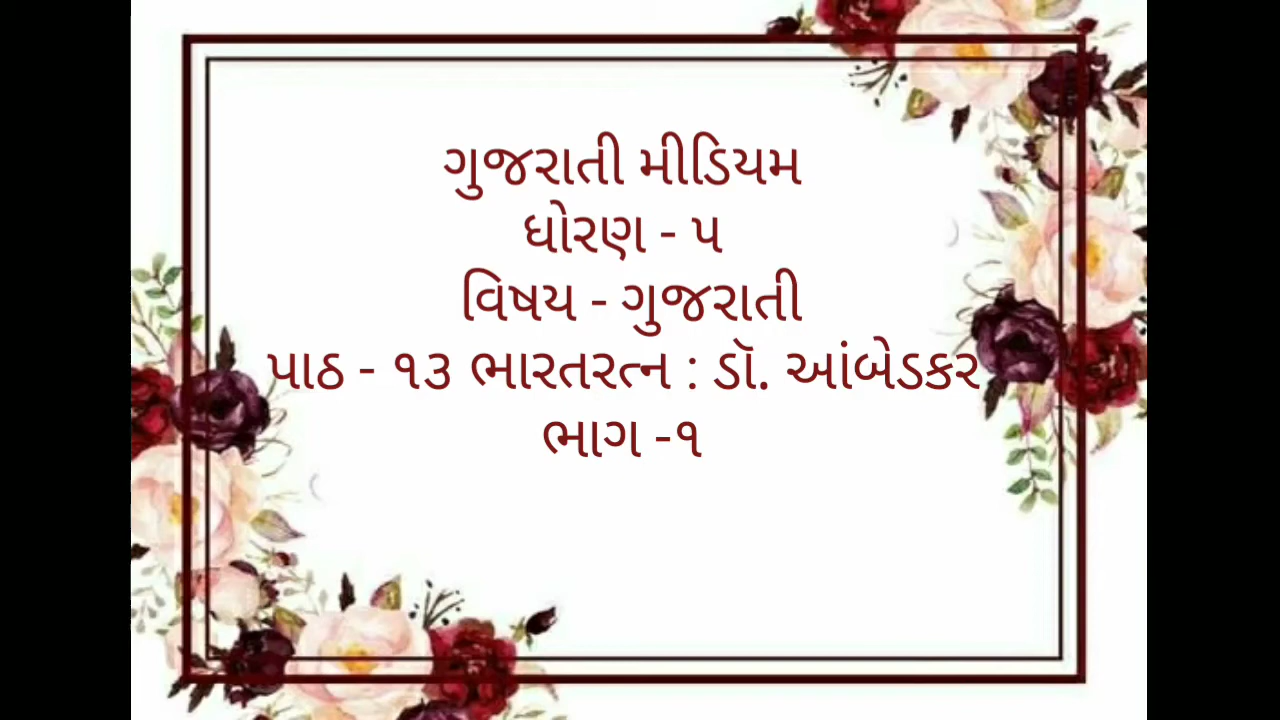 ગુજરાતી મીડિયમ
ધોરણ - ૫
વિષય - ગુજરાતી
પાઠ - ૧૩ ભારતરત્ન : ડૉ. આંબેડકર
ભાગ -૧